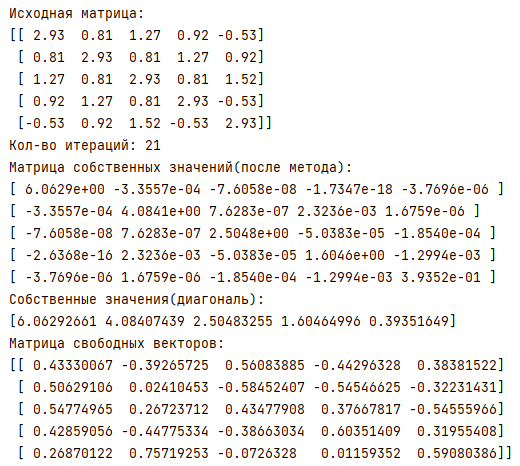 Исходная матрица:
[[ 2.93  0.81  1.27  0.92 -0.53]
 [ 0.81  2.93  0.81  1.27  0.92]
 [ 1.27  0.81  2.93  0.81  1.52]
 [ 0.92  1.27  0.81  2.93 -0.53]
 [-0.53  0.92  1.52 -0.53  2.93]]
Кол-во итераций: 21
Матрица собственных значений(после метода):
[ 6.0629e+00 -3.3557e-04 -7.6058e-08 -1.7347e-18 -3.7696e-06 ]
[ -3.3557e-04 4.0841e+00 7.6283e-07 2.3236e-03 1.6759e-06 ]
[ -7.6058e-08 7.6283e-07 2.5048e+00 -5.0383e-05 -1.8540e-04 ]
[ -2.6368e-16 2.3236e-03 -5.0383e-05 1.6046e+00 -1.2994e-03 ]
[ -3.7696e-06 1.6759e-06 -1.8540e-04 -1.2994e-03 3.9352e-01 ]
Собственные значения(диагональ):
[6.06292661 4.08407439 2.50483255 1.60464996 0.39351649]
Матрица свободных векторов:
[[ 0.43330067 -0.39265725  0.56083885 -0.44296328  0.38381522]
 [ 0.50629106  0.02410453 -0.58452407 -0.54546625 -0.32231431]
 [ 0.54774965  0.26723712  0.43477908  0.37667817 -0.54555966]
 [ 0.42859056 -0.44775334 -0.38663034  0.60351409  0.31955408]
 [ 0.26870122  0.75719253 -0.0726328   0.01159352  0.59080386]]